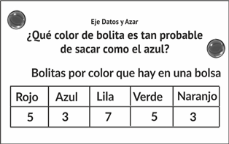 Eje Datos y Azar
¿Qué color de bolita es tan probable
de sacar como el azul?
Bolitas por color que hay en una bolsa
Rojo Azul Lila Verde Naranjo
5 3 7 5 3